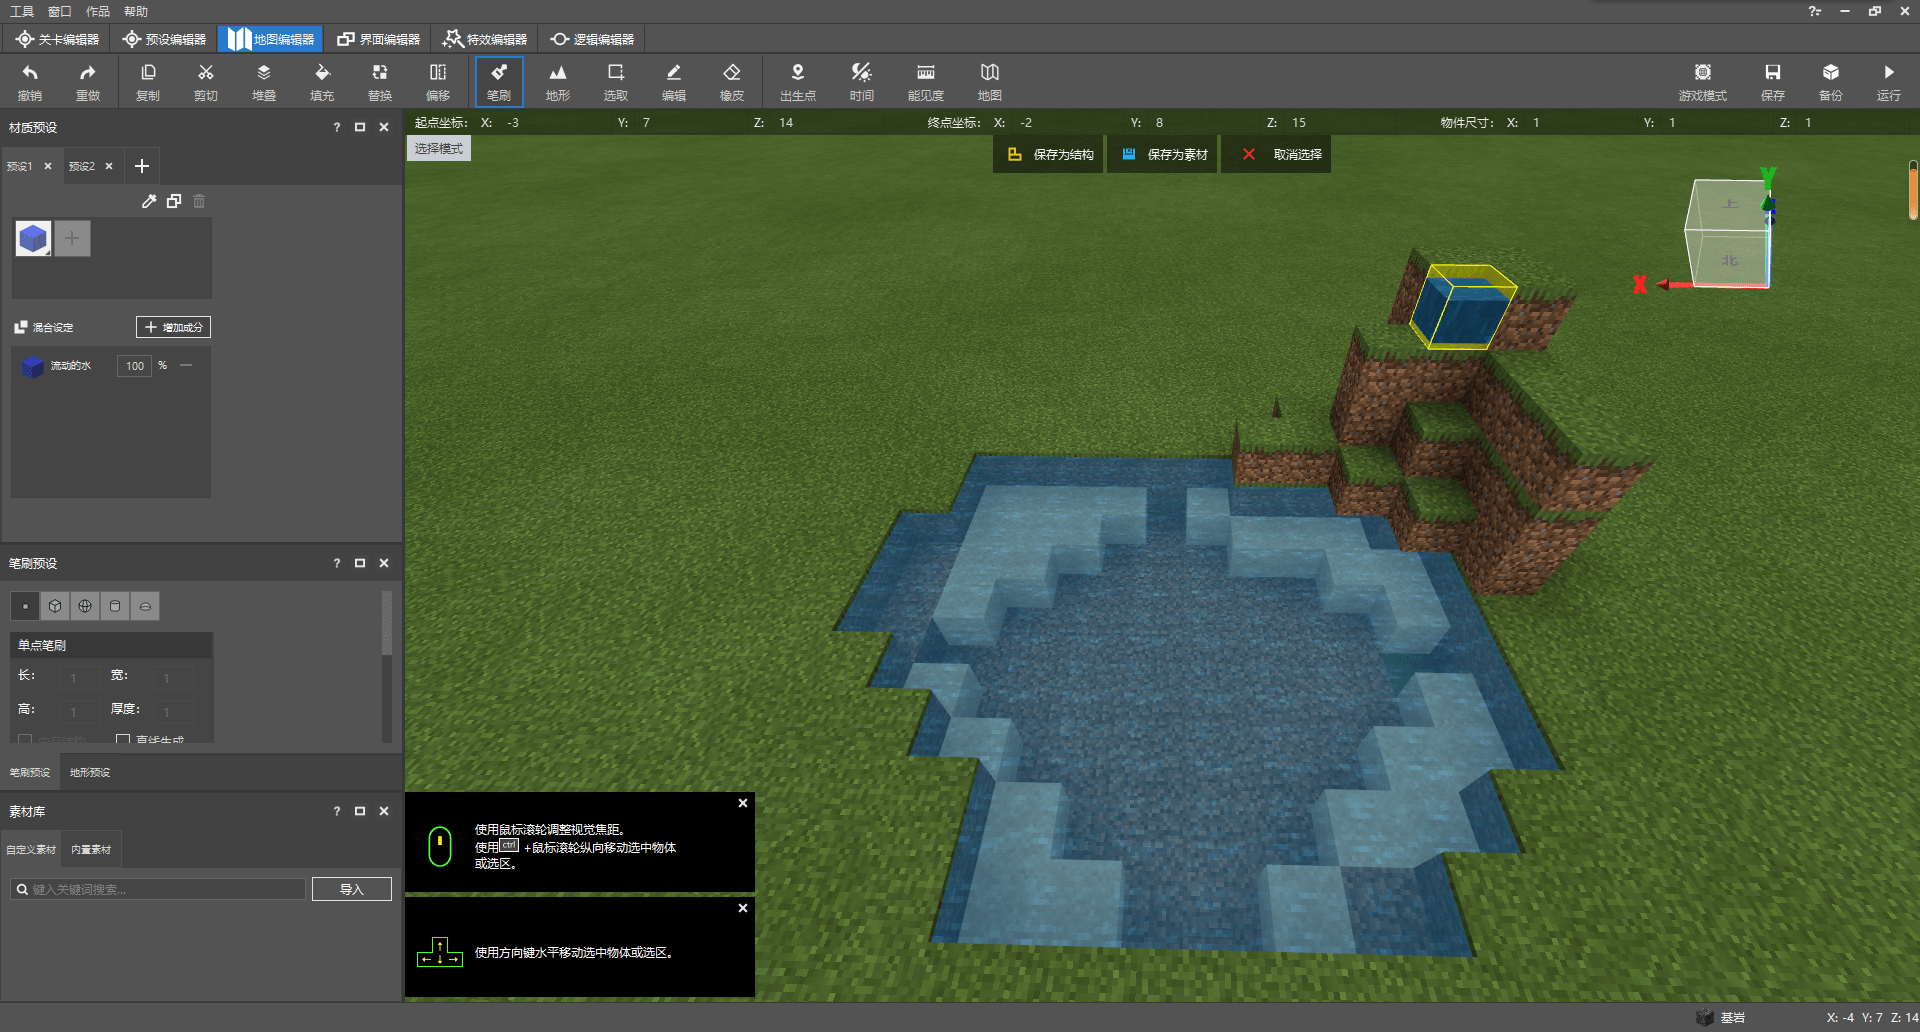 工具 窗口 作品 帮助
关卡编辑器 预设编辑器 地图编辑器 界面编辑器 特效编辑器 逻辑编辑器
撤销 重做 复制 剪切 堆叠 填充 替换 偏移 笔刷 地形 选取 编辑 橡皮 出生点 时间 能见度 地图 游戏模式 保存 备份 运行
材质预设 ?
起点坐标: X: -3 Y: 7 Z: 14 终点坐标: X: -2 Y: 8 Z: 15 物件尺寸: X: 1 Y: 1 Z: 1
选择模式
保存为结构 保存为素材 取消选择
预设1 预设2
Y
上
北
X
混合设定 增加成分
流动的水 100 %
笔刷预设 ?
单点笔刷
长: 1 宽: 1
高: 1 厚度: 1
中空结构 直线生成
笔刷预设 地形预设
素材库 ?
自定义素材 内置素材
键入关键词搜索... 导入
使用鼠标滚轮调整视觉焦距。
使用 ctrl +鼠标滚轮纵向移动选中物体
或选区。
使用方向键水平移动选中物体或选区。
基岩 X: -4 Y: 7 Z: 14